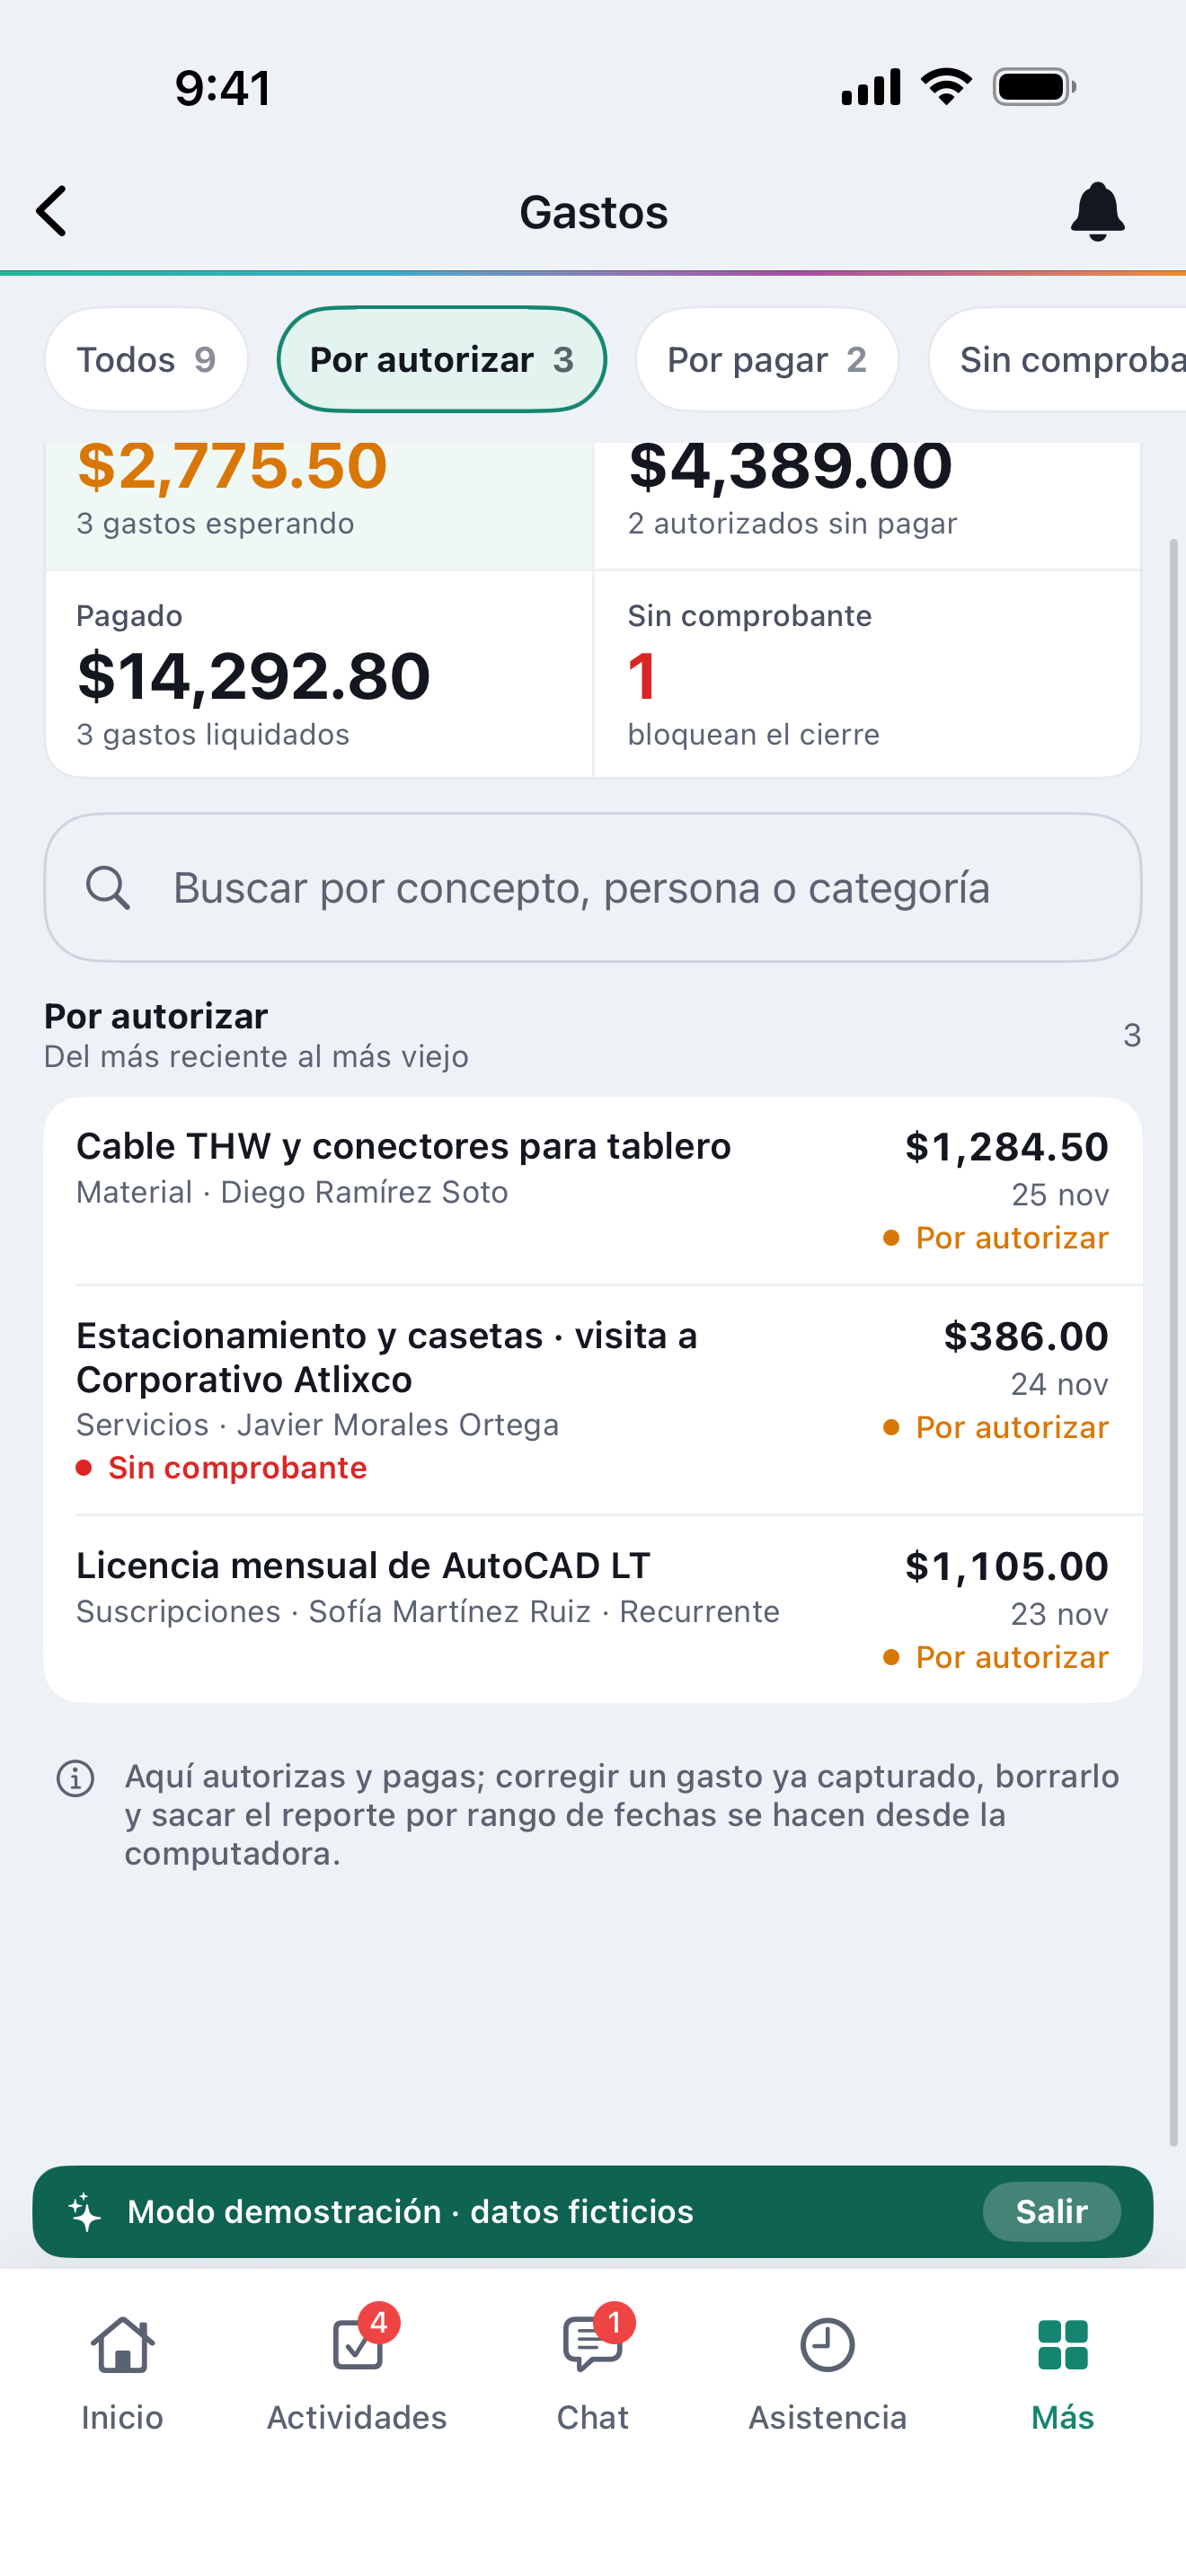 9:41
Gastos
Todos 9
Por autorizar 3
Por pagar 2
Sin comproba
$2,775.50
3 gastos esperando
$4,389.00
2 autorizados sin pagar
Pagado
$14,292.80
3 gastos liquidados
Sin comprobante
1
bloquean el cierre
Buscar por concepto, persona o categoría
Por autorizar
Del más reciente al más viejo
3
Cable THW y conectores para tablero
Material · Diego Ramírez Soto
$1,284.50
25 nov
Por autorizar
Estacionamiento y casetas · visita a
Corporativo Atlixco
Servicios · Javier Morales Ortega
Sin comprobante
$386.00
24 nov
Por autorizar
Licencia mensual de AutoCAD LT
Suscripciones · Sofía Martínez Ruiz · Recurrente
$1,105.00
23 nov
Por autorizar
Aquí autorizas y pagas; corregir un gasto ya capturado, borrarlo
y sacar el reporte por rango de fechas se hacen desde la
computadora.
Modo demostración · datos ficticios
Salir
4
1
Inicio
Actividades
Chat
Asistencia
Más